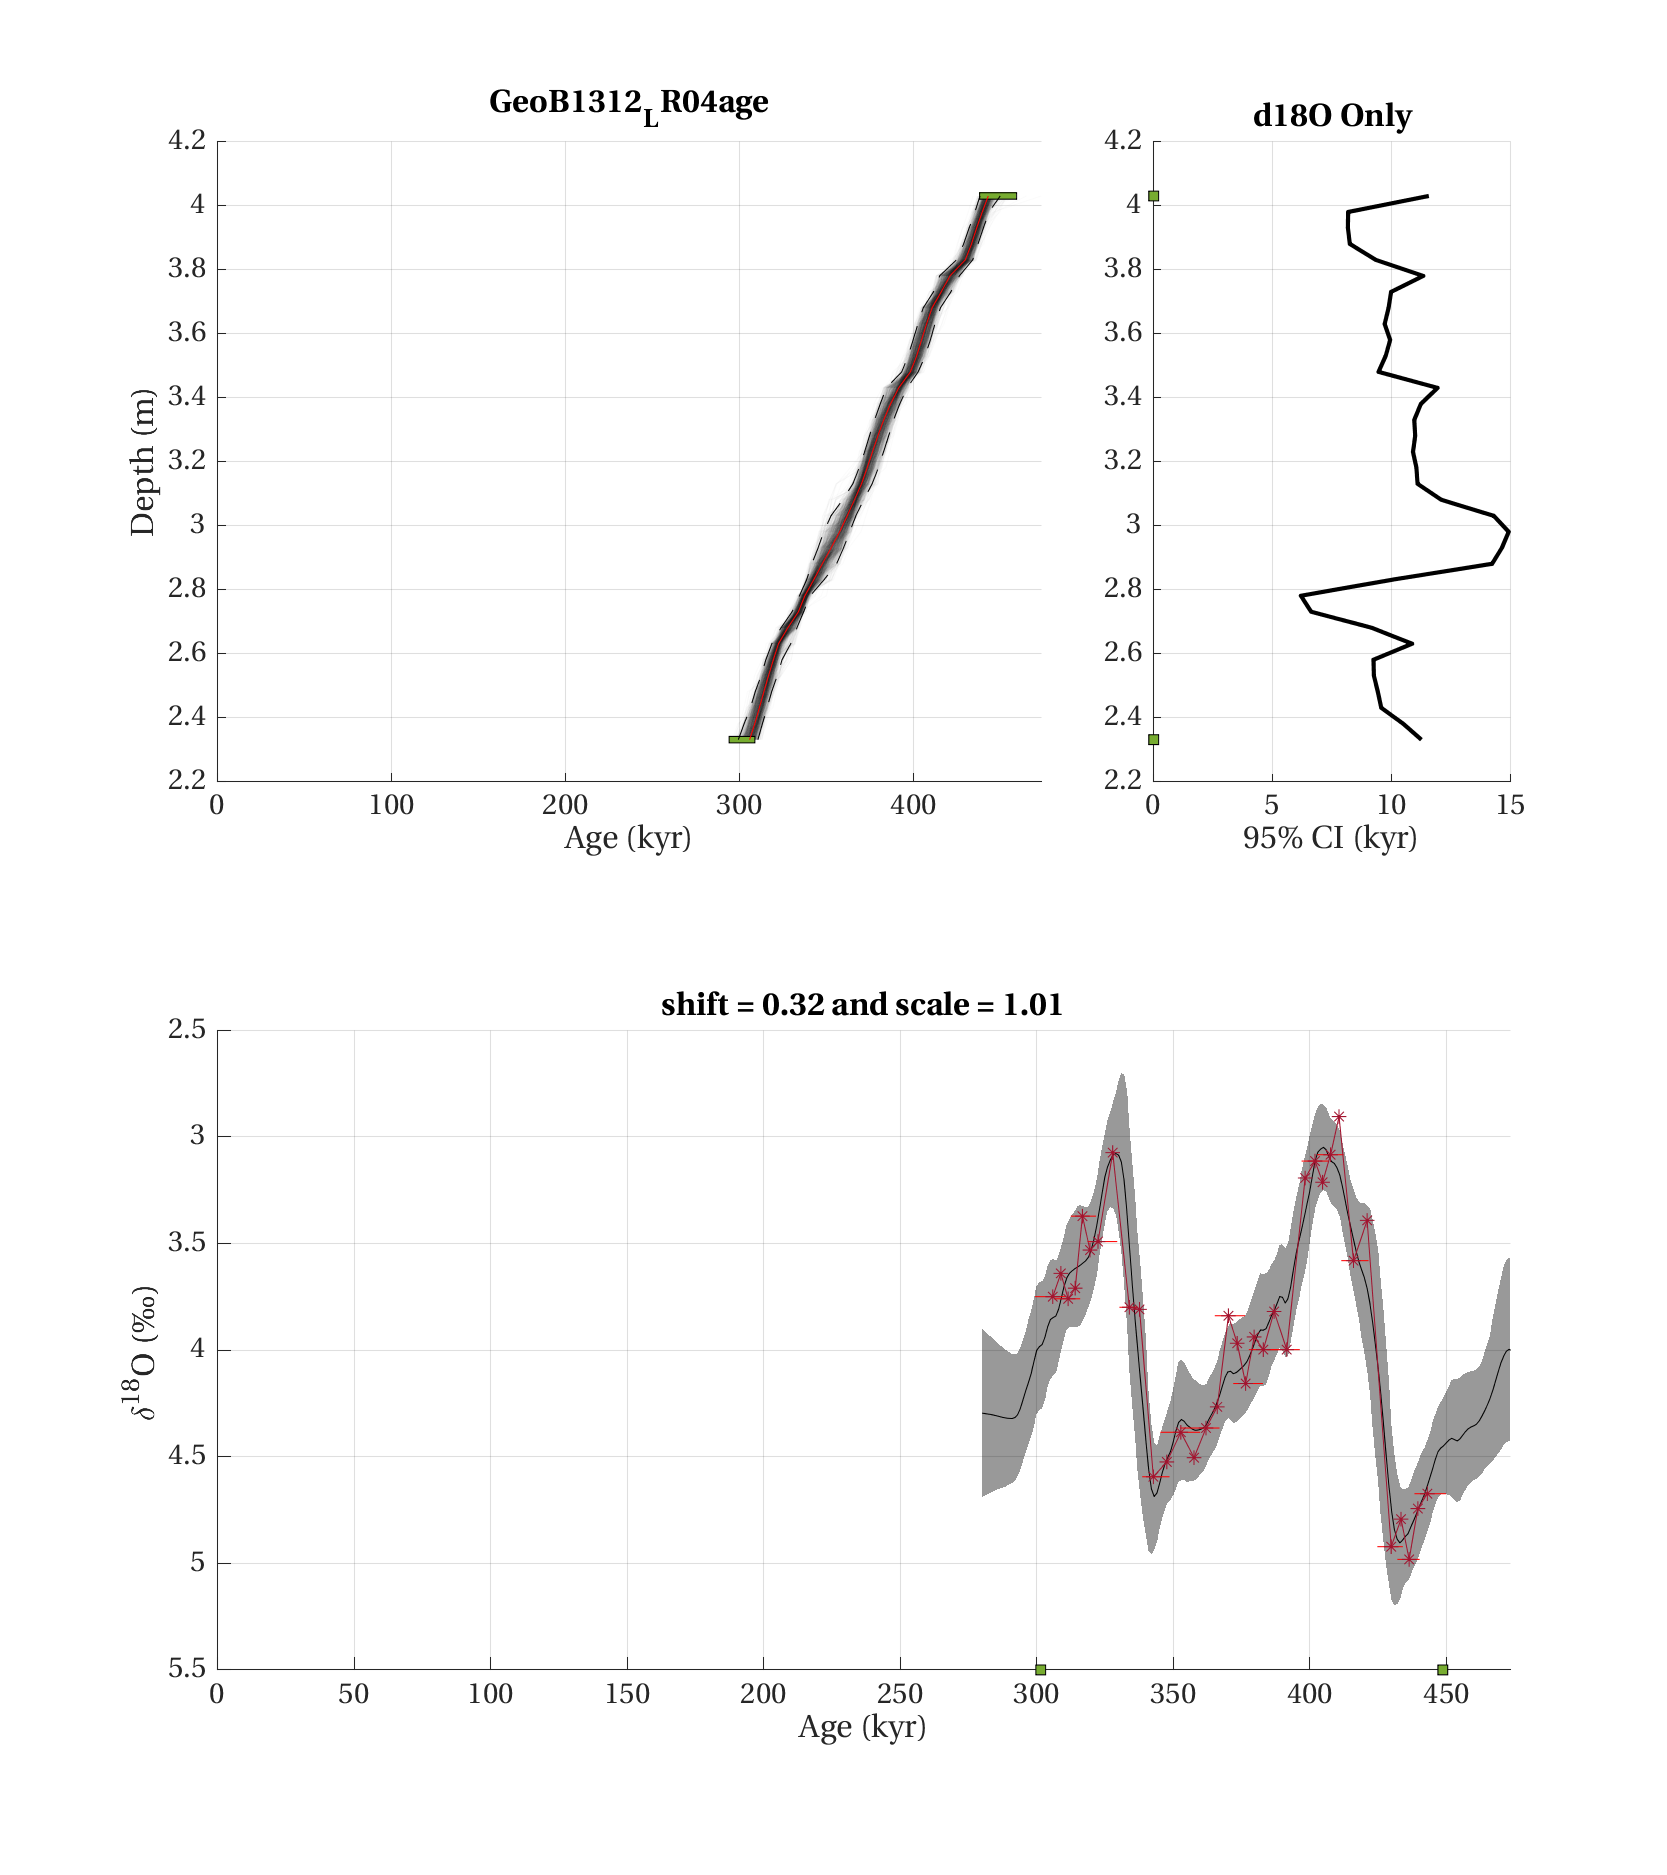 GeoB1312_LR04age
4.2
4
3.8
3.6
3.4
3.2
3
2.8
2.6
2.4
2.2
0 100 200 300 400
Depth (m)
Age (kyr)
d18O Only
4.2
4
3.8
3.6
3.4
3.2
3
2.8
2.6
2.4
2.2
0 5 10 15
95% CI (kyr)
shift = 0.32 and scale = 1.01
2.5
3
3.5
4
4.5
5
5.5
0 50 100 150 200 250 300 350 400 450
δ18O (‰)
Age (kyr)